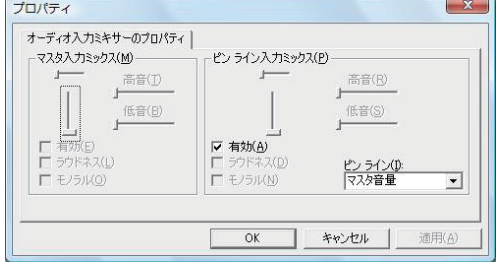 プロパティ
オーディオ入力ミキサーのプロパティ
マスタ入力ミックス(M)
高音(T)
低音(B)
有効(E)
ラウドネス(L)
モノラル(O)
ピン ライン入力ミックス(P)
高音(R)
低音(S)
有効(A)
ラウドネス(D)
モノラル(N)
ピン ライン(I):
マスタ音量
OK
キャンセル
適用(A)